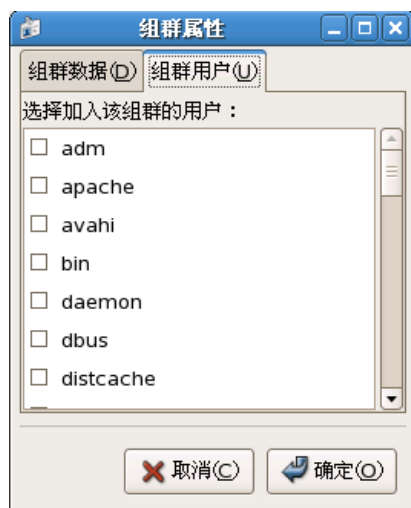 组群属性
组群数据(D) 组群用户(U)
选择加入该组群的用户：
adm
apache
avahi
bin
daemon
dbus
distcache
取消(C) 确定(O)